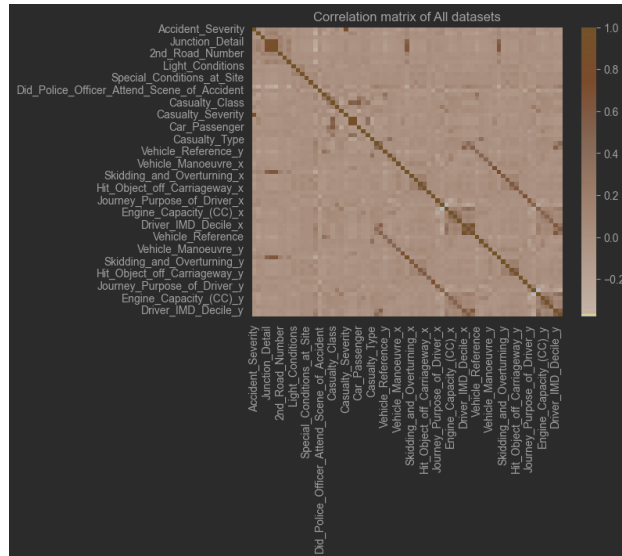 Correlation matrix of All datasets
Accident_Severity
Junction_Detail
2nd_Road_Number
Light_Conditions
Special_Conditions_at_Site
Did_Police_Officer_Attend_Scene_of_Accident
Casualty_Class
Casualty_Severity
Car_Passenger
Casualty_Type
Vehicle_Reference_y
Vehicle_Manoeuvre_x
Skidding_and_Overturning_x
Hit_Object_off_Carriageway_x
Journey_Purpose_of_Driver_x
Engine_Capacity_(CC)_x
Driver_IMD_Decile_x
Vehicle_Reference
Vehicle_Manoeuvre_y
Skidding_and_Overturning_y
Hit_Object_off_Carriageway_y
Journey_Purpose_of_Driver_y
Engine_Capacity_(CC)_y
Driver_IMD_Decile_y
Accident_Severity
Junction_Detail
2nd_Road_Number
Light_Conditions
Special_Conditions_at_Site
Did_Police_Officer_Attend_Scene_of_Accident
Casualty_Class
Casualty_Severity
Car_Passenger
Casualty_Type
Vehicle_Reference_y
Vehicle_Manoeuvre_x
Skidding_and_Overturning_x
Hit_Object_off_Carriageway_x
Journey_Purpose_of_Driver_x
Engine_Capacity_(CC)_x
Driver_IMD_Decile_x
Vehicle_Reference
Vehicle_Manoeuvre_y
Skidding_and_Overturning_y
Hit_Object_off_Carriageway_y
Journey_Purpose_of_Driver_y
Engine_Capacity_(CC)_y
Driver_IMD_Decile_y
1.0
0.8
0.6
0.4
0.2
0.0
−0.2